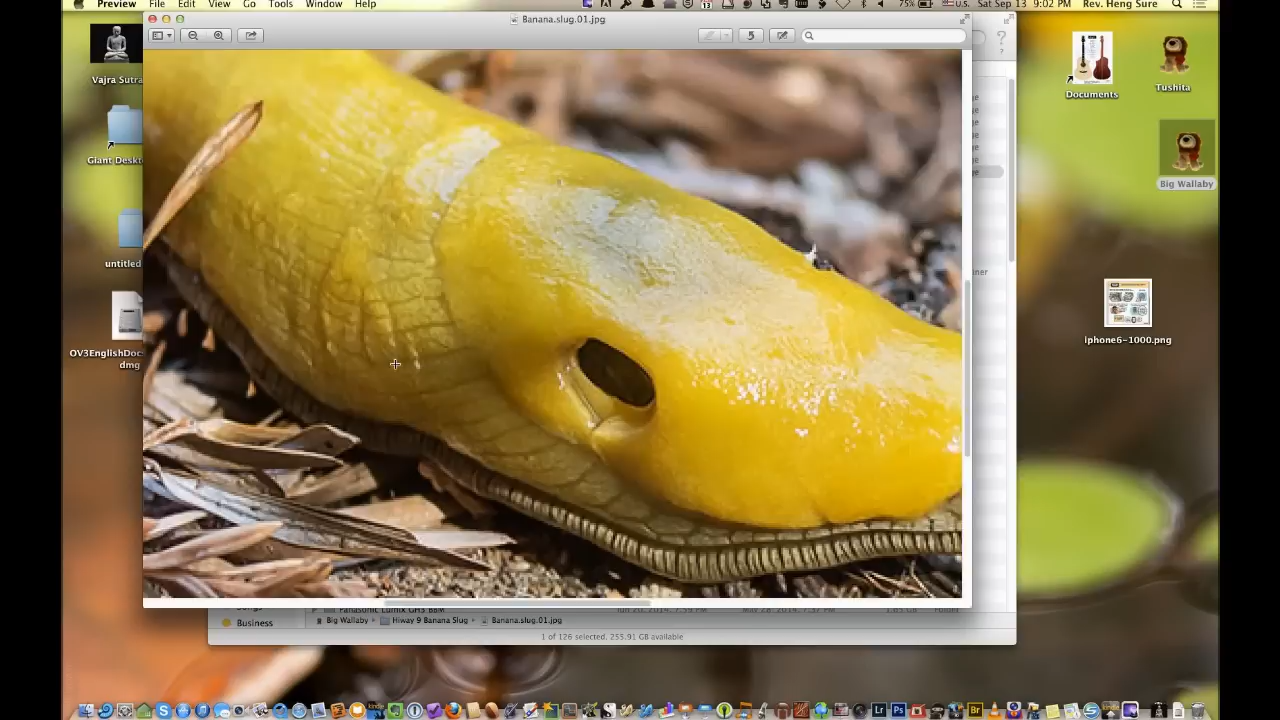 Preview File Edit View Go Tools Window Help
75% U.S. Sat Sep 13 9:02 PM Rev. Heng Sure
Banana.slug.01.jpg
Vajra Sutra
Giant Deskt
untitled
OV3EnglishDoc
dmg
Documents
Tushita
Big Wallaby
iphone6-1000.png
Panasonic Lumix GH3 BBM
Business
Big Wallaby Hiway 9 Banana Slug Banana.slug.01.jpg
1 of 126 selected, 255.91 GB available